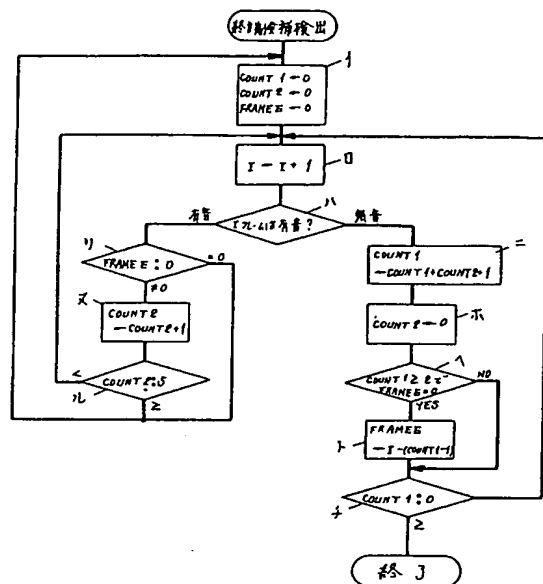 終端候補検出
イ
COUNT 1←0
COUNT 2←0
FRAME E←0
ロ
I ← I + 1
ハ
Iフレームは有音?
有音
無音
リ
FRAME E : 0
=0
≠0
ヌ
COUNT 2
←COUNT 2+1
COUNT 2 : 5
<
≥
ル
ニ
COUNT 1
←COUNT 1+COUNT 2+1
ホ
COUNT 2←0
ヘ
COUNT 1 ≥ 2で
FRAME E=0
NO
YES
ト
FRAME E
←I-(COUNT 1-1)
チ
COUNT 1 : 0
≥
終了